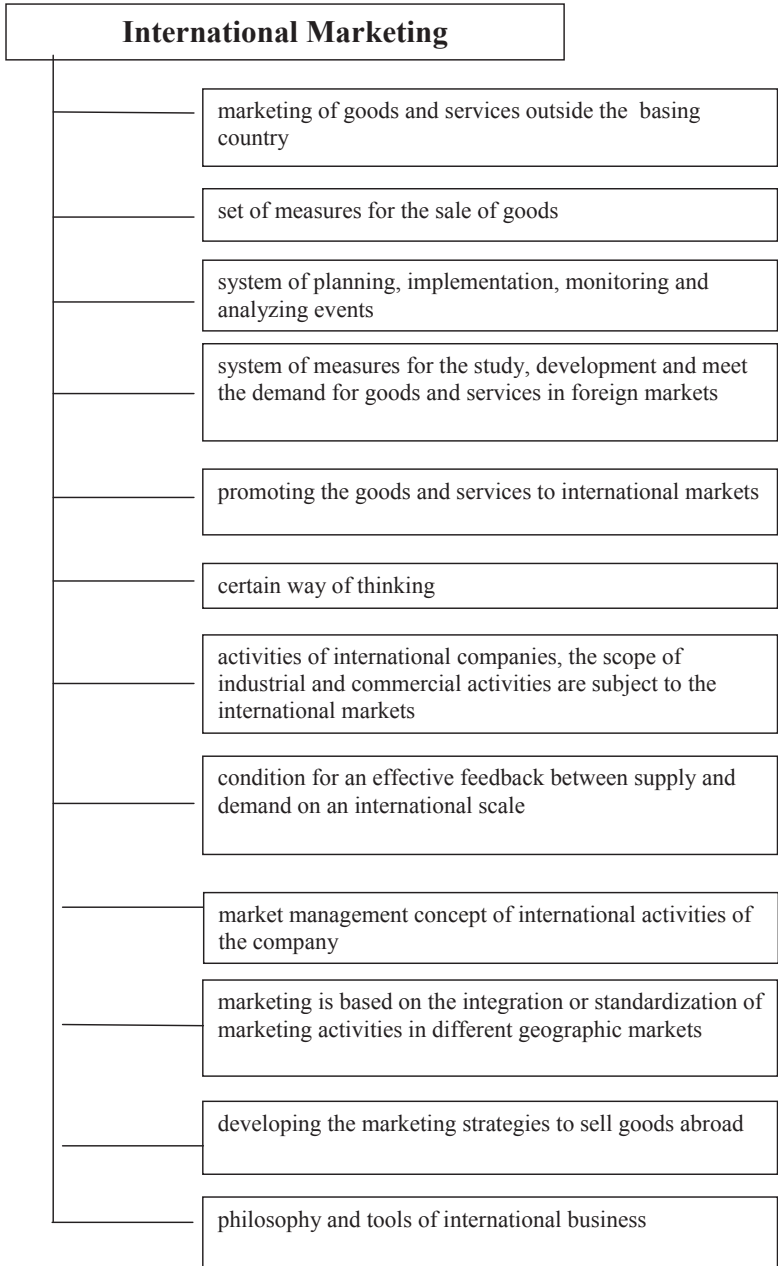 International Marketing
marketing of goods and services outside the basing
country
set of measures for the sale of goods
system of planning, implementation, monitoring and
analyzing events
system of measures for the study, development and meet
the demand for goods and services in foreign markets
promoting the goods and services to international markets
certain way of thinking
activities of international companies, the scope of
industrial and commercial activities are subject to the
international markets
condition for an effective feedback between supply and
demand on an international scale
market management concept of international activities of
the company
marketing is based on the integration or standardization of
marketing activities in different geographic markets
developing the marketing strategies to sell goods abroad
philosophy and tools of international business